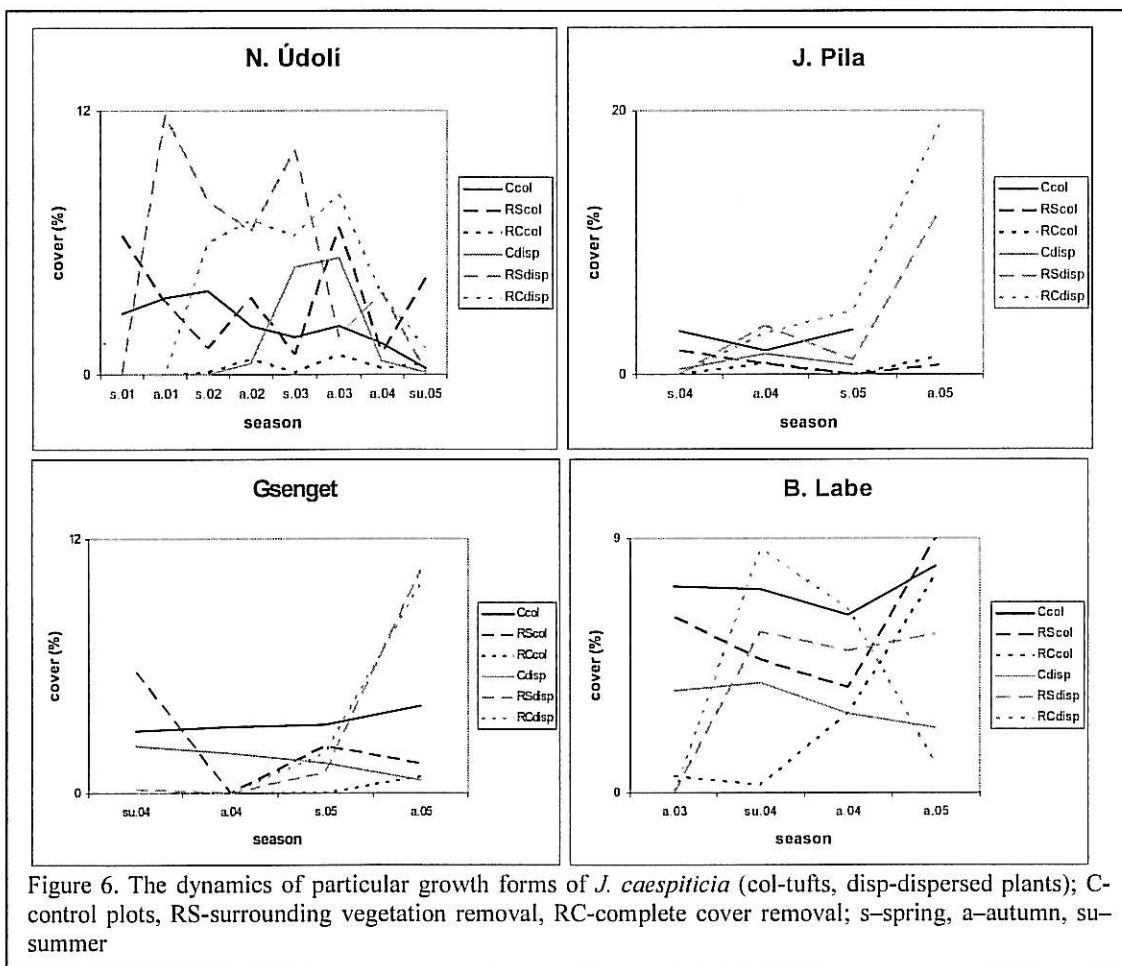 N. Údolí
12
cover (%)
0
s.01 a.01 s.02 a.02 s.03 a.03 a.04 su.05
season
Ccol
RScol
RCcol
Cdisp
RSdisp
RCdisp
J. Pila
20
cover (%)
0
s.04 a.04 s.05 a.05
season
Ccol
RScol
RCcol
Cdisp
RSdisp
RCdisp
Gsenget
12
cover (%)
0
su.04 a.04 s.05 a.05
season
Ccol
RScol
RCcol
Cdisp
RSdisp
RCdisp
B. Labe
9
cover (%)
0
a.03 su.04 a.04 a.05
season
Ccol
RScol
RCcol
Cdisp
RSdisp
RCdisp
Figure 6. The dynamics of particular growth forms of J. caespiticia (col-tufts, disp-dispersed plants); C-
control plots, RS-surrounding vegetation removal, RC-complete cover removal; s–spring, a–autumn, su–
summer